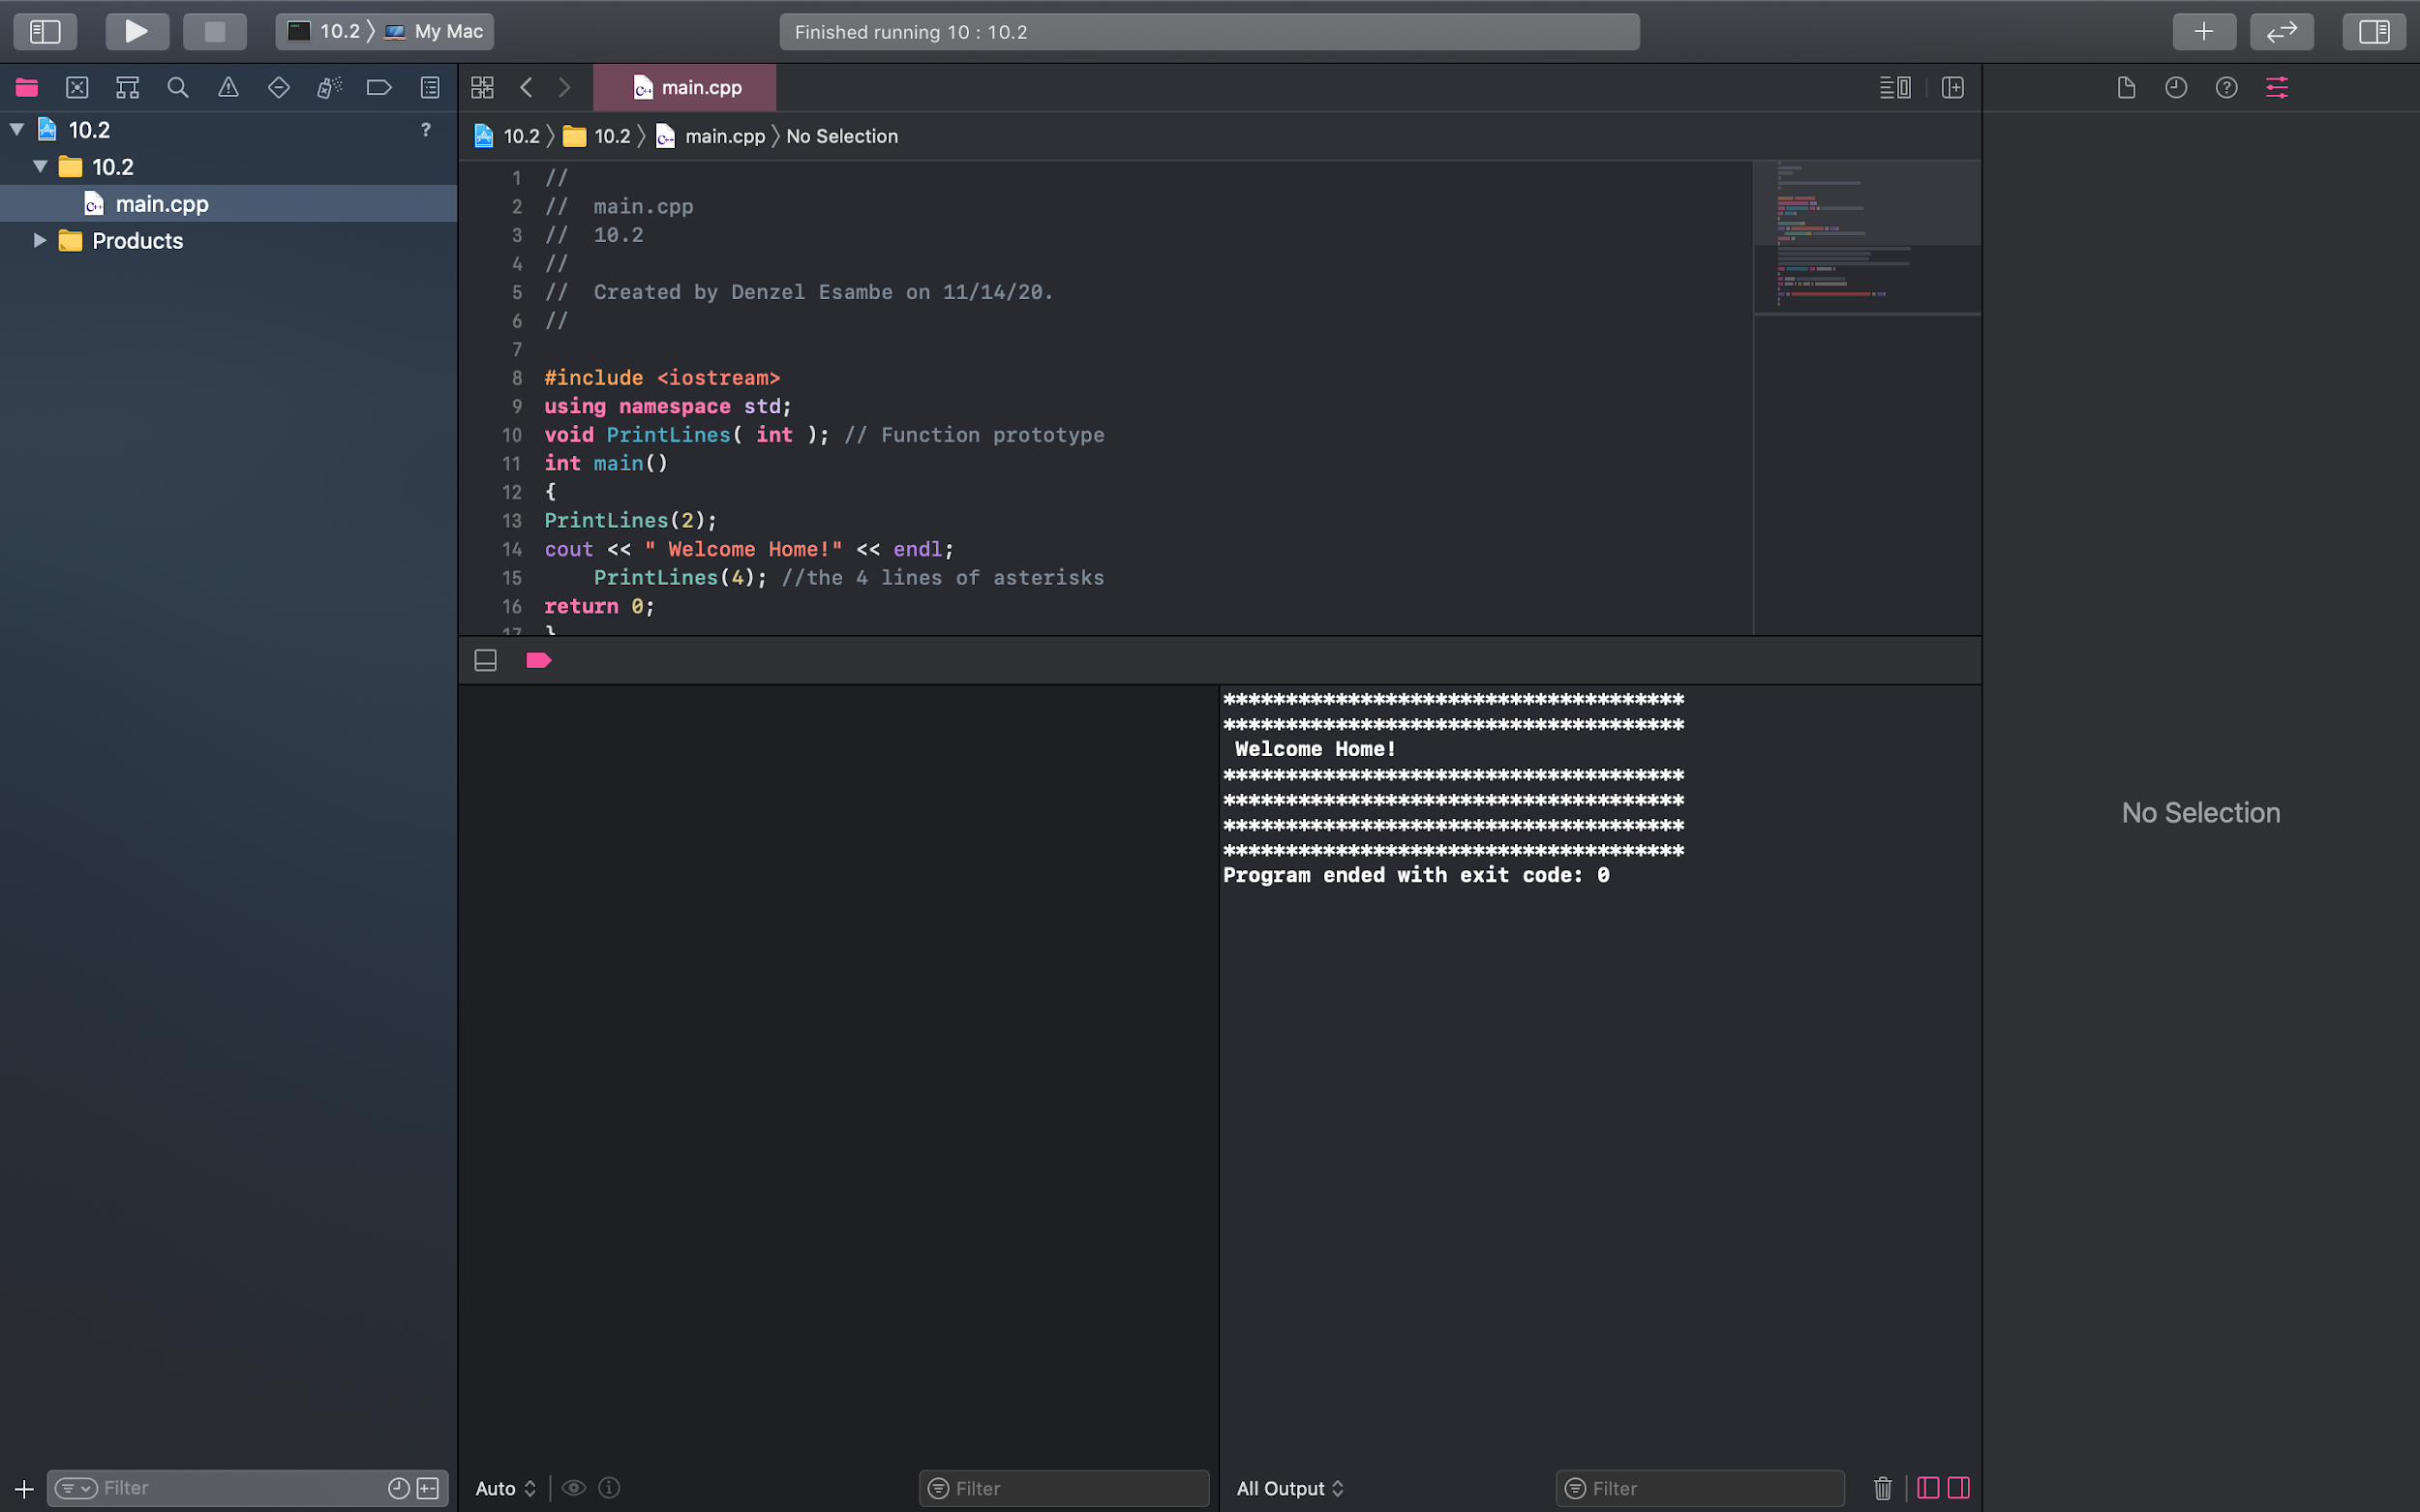 10.2 〉 My Mac
Finished running 10 : 10.2
10.2 ?
10.2
main.cpp
Products
main.cpp
10.2 〉 10.2 〉 main.cpp 〉 No Selection
1 //
2 //  main.cpp
3 //  10.2
4 //
5 //  Created by Denzel Esambe on 11/14/20.
6 //
7
8 #include <iostream>
9 using namespace std;
10 void PrintLines( int ); // Function prototype
11 int main()
12 {
13 PrintLines(2);
14 cout << " Welcome Home!" << endl;
15     PrintLines(4); //the 4 lines of asterisks
16 return 0;
17 }
*************************************
*************************************
 Welcome Home!
*************************************
*************************************
*************************************
*************************************
Program ended with exit code: 0
No Selection
Filter
Auto
Filter
All Output
Filter